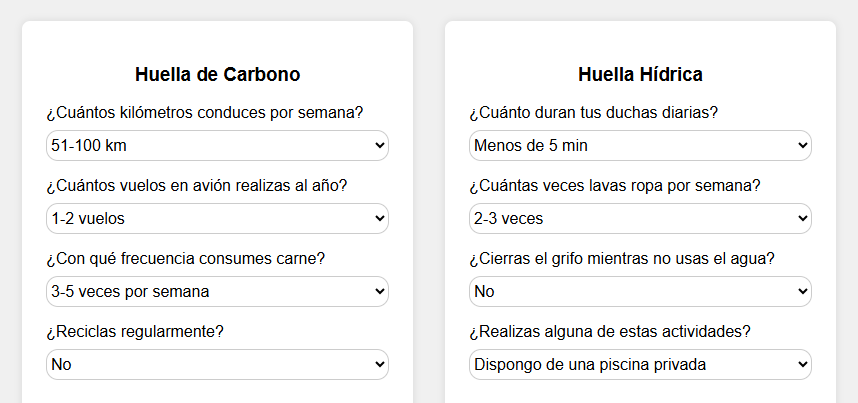 Huella de Carbono
¿Cuántos kilómetros conduces por semana?
51-100 km
¿Cuántos vuelos en avión realizas al año?
1-2 vuelos
¿Con qué frecuencia consumes carne?
3-5 veces por semana
¿Reciclas regularmente?
No
Huella Hídrica
¿Cuánto duran tus duchas diarias?
Menos de 5 min
¿Cuántas veces lavas ropa por semana?
2-3 veces
¿Cierras el grifo mientras no usas el agua?
No
¿Realizas alguna de estas actividades?
Dispongo de una piscina privada